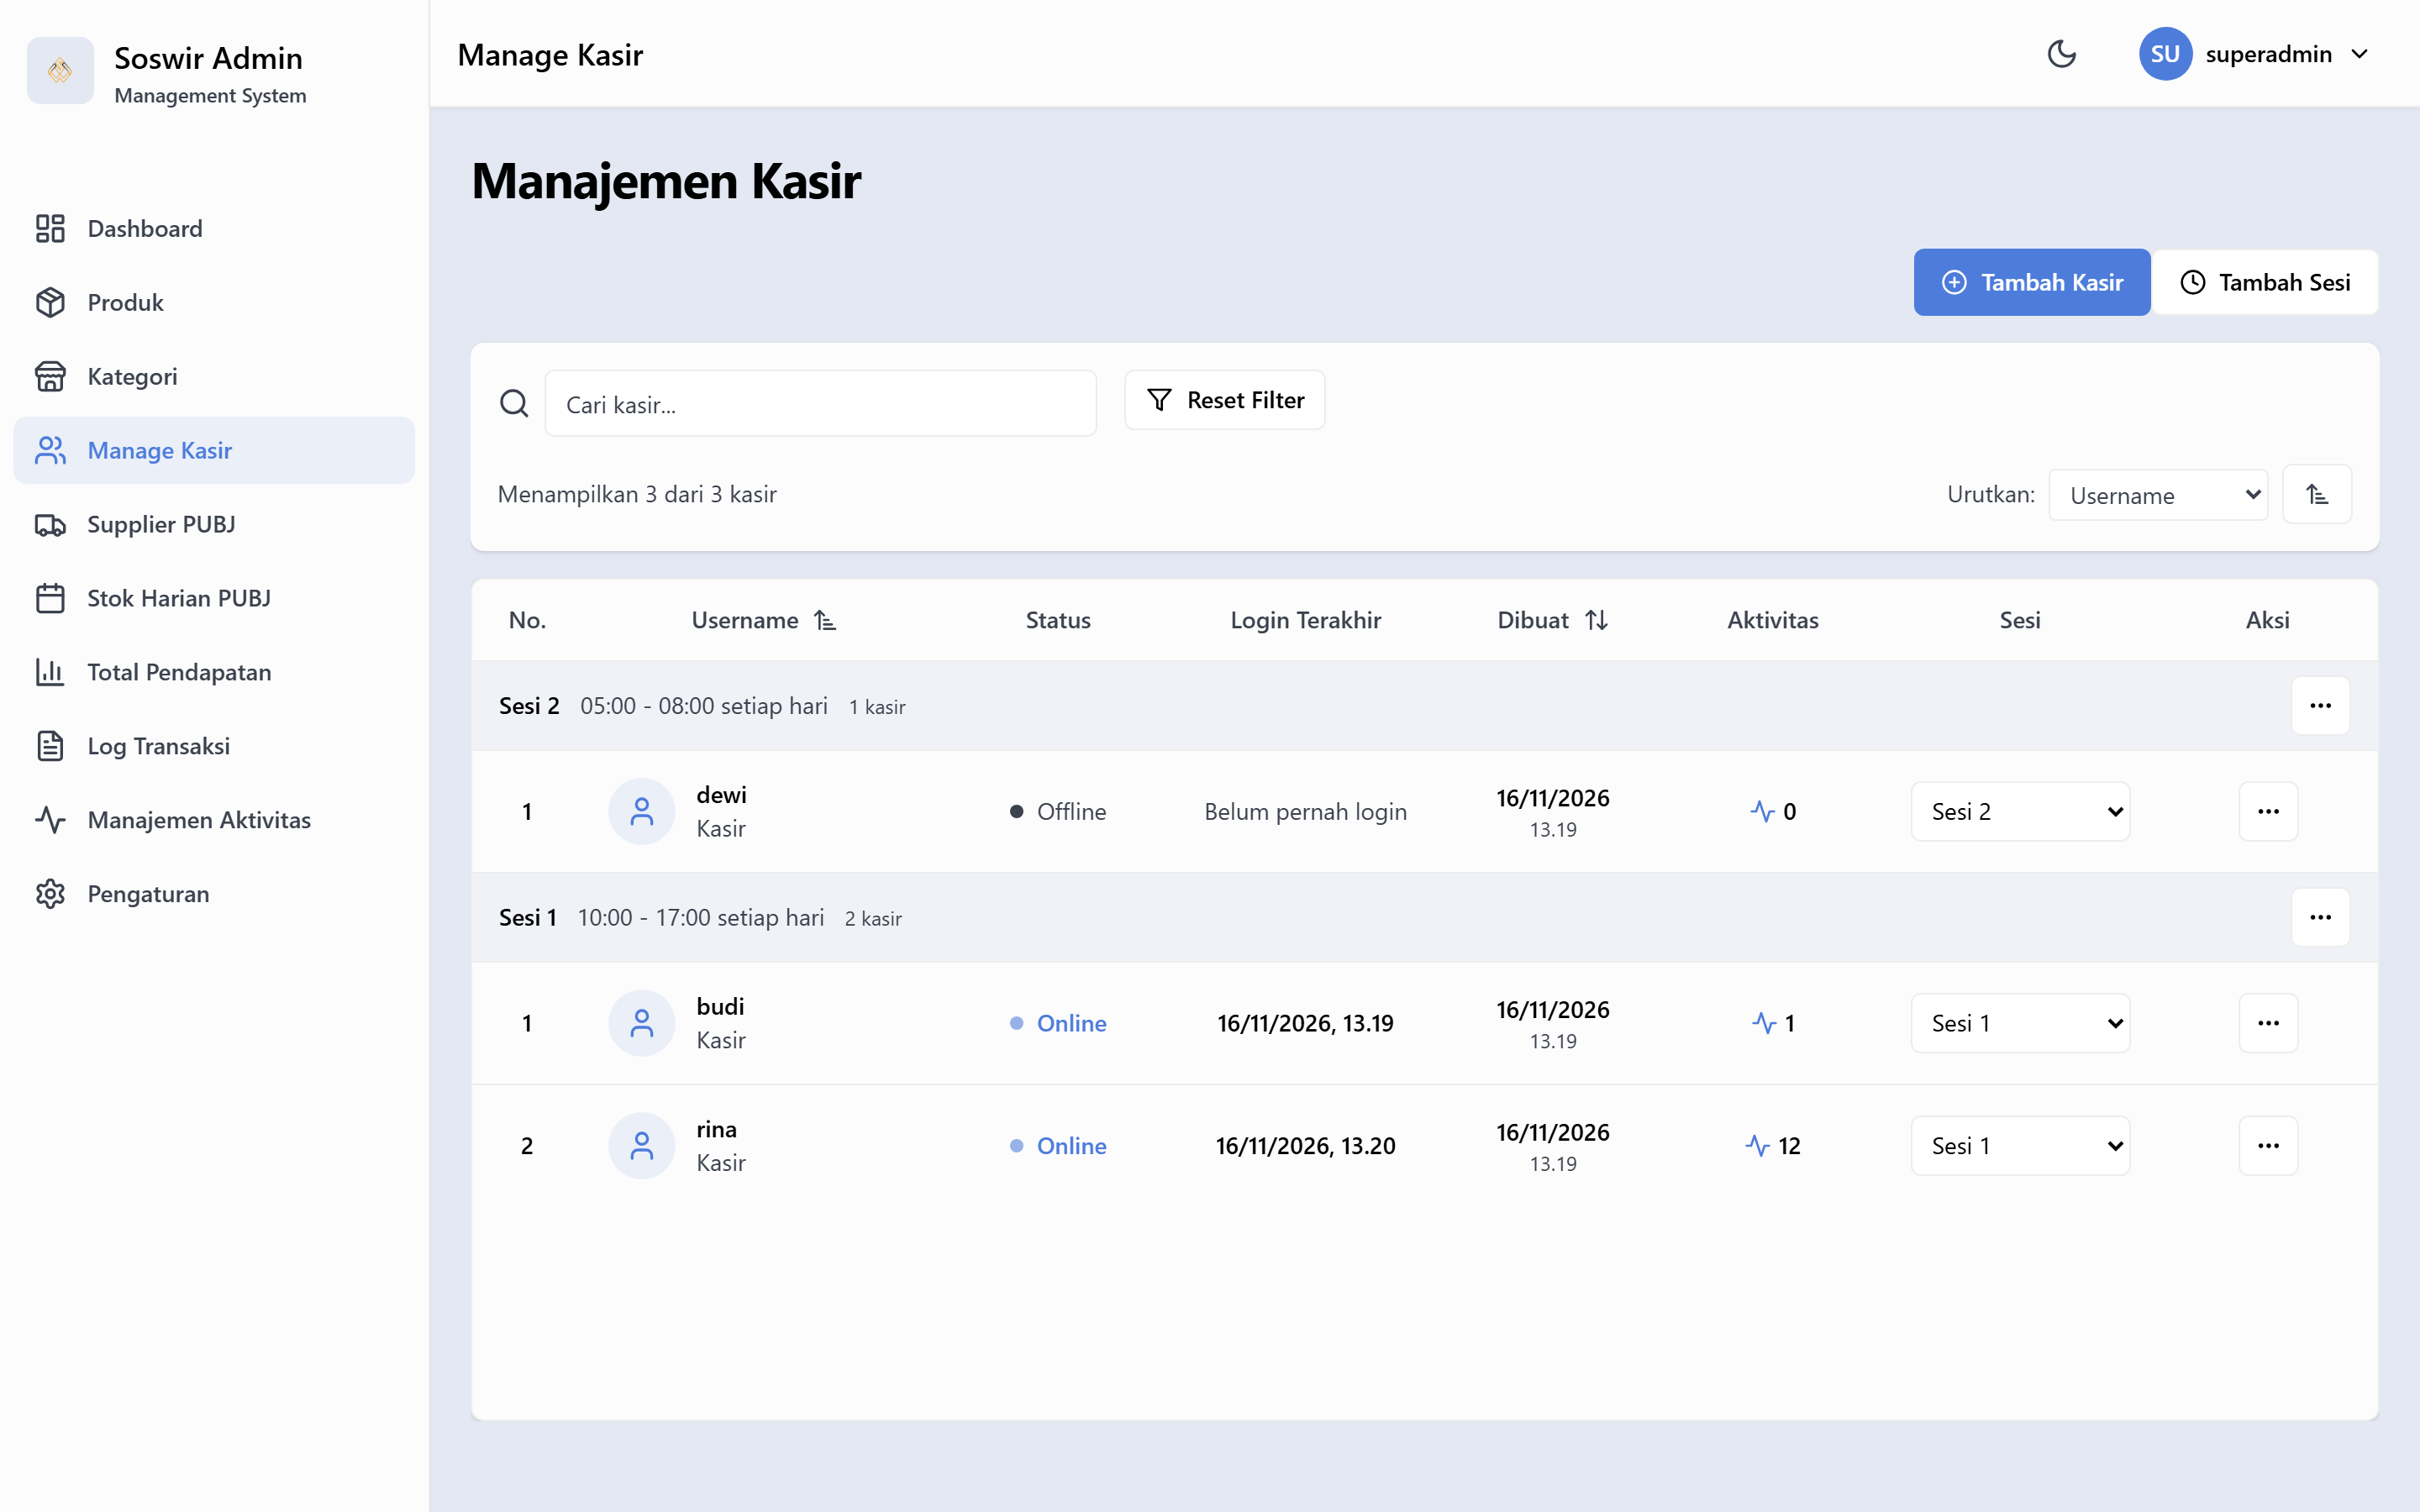 Soswir Admin
Management System
Dashboard
Produk
Kategori
Manage Kasir
Supplier PUBJ
Stok Harian PUBJ
Total Pendapatan
Log Transaksi
Manajemen Aktivitas
Pengaturan
Manage Kasir
SU superadmin
Manajemen Kasir
Tambah Kasir Tambah Sesi
Cari kasir... Reset Filter
Menampilkan 3 dari 3 kasir Urutkan: Username
No. Username Status Login Terakhir Dibuat Aktivitas Sesi Aksi
Sesi 2 05:00 - 08:00 setiap hari 1 kasir
1 dewi Kasir Offline Belum pernah login 16/11/2026 13.19 0 Sesi 2
Sesi 1 10:00 - 17:00 setiap hari 2 kasir
1 budi Kasir Online 16/11/2026, 13.19 16/11/2026 13.19 1 Sesi 1
2 rina Kasir Online 16/11/2026, 13.20 16/11/2026 13.19 12 Sesi 1